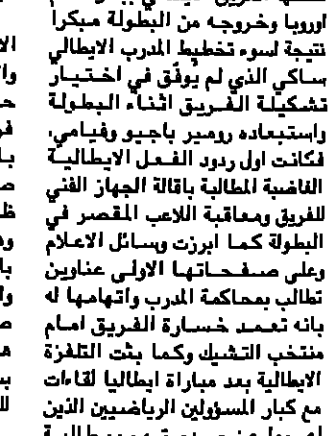 اوروبا وخروجه من البطولة مبكرا
نتيجة لسوء تخطيط المدرب الايطالي
ساكي الذي لم يُوفّق في اختيار
تشكيلة الفريق اثناء البطولة
واستبعاده رومير باجيو وفيامي،
فكانت اول ردود الفعل الايطالية
الغاضبة المطالبة باقالة الجهاز الفني
للفريق ومعاقبة اللاعب المقصر في
البطولة كما ابرزت وسائل الاعلام
وعلى صفحاتها الاولى عناوين
تطالب بمحاكمة المدرب واتهامها له
بانه تعمد خسارة الفريق امام
منتخب التشيك وكما بثت التلفزة
الايطالية بعد مباراة ايطاليا لقاءات
مع كبار المسؤولين الرياضيين الذين